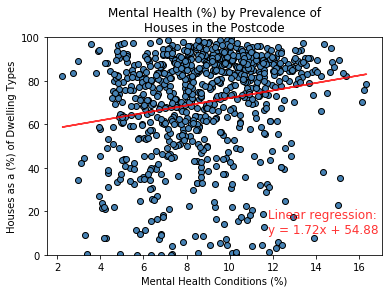 Mental Health (%) by Prevalence of
Houses in the Postcode
Houses as a (%) of Dwelling Types
100
80
60
40
20
0
Linear regression:
y = 1.72x + 54.88
2
4
6
8
10
12
14
16
Mental Health Conditions (%)